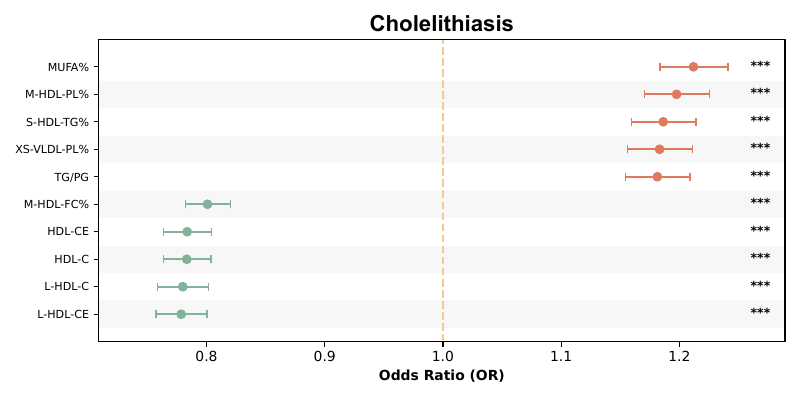 Cholelithiasis
MUFA% ***
M-HDL-PL% ***
S-HDL-TG% ***
XS-VLDL-PL% ***
TG/PG ***
M-HDL-FC% ***
HDL-CE ***
HDL-C ***
L-HDL-C ***
L-HDL-CE ***
0.8 0.9 1.0 1.1 1.2
Odds Ratio (OR)